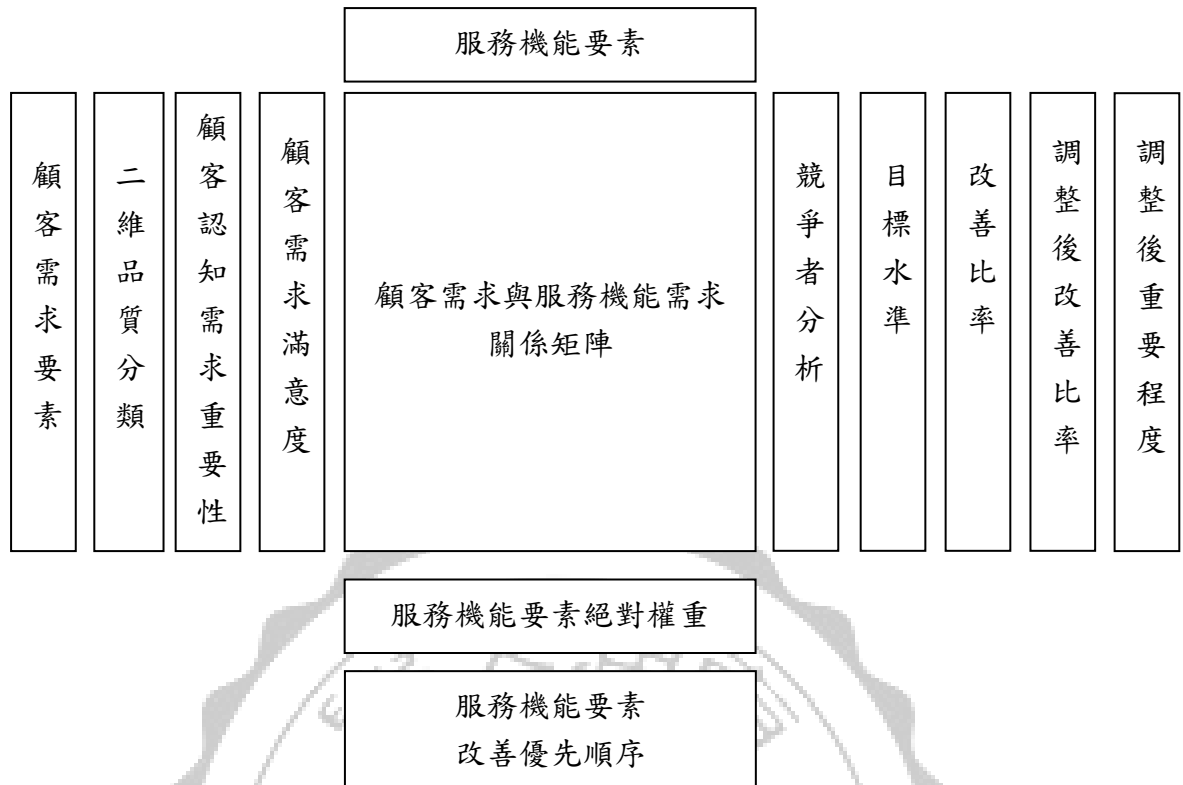 服務機能要素
顧客需求要素
二維品質分類
顧客認知需求重要性
顧客需求滿意度
顧客需求與服務機能需求
關係矩陣
競爭者分析
目標水準
改善比率
調整後改善比率
調整後重要程度
服務機能要素絕對權重
服務機能要素
改善優先順序